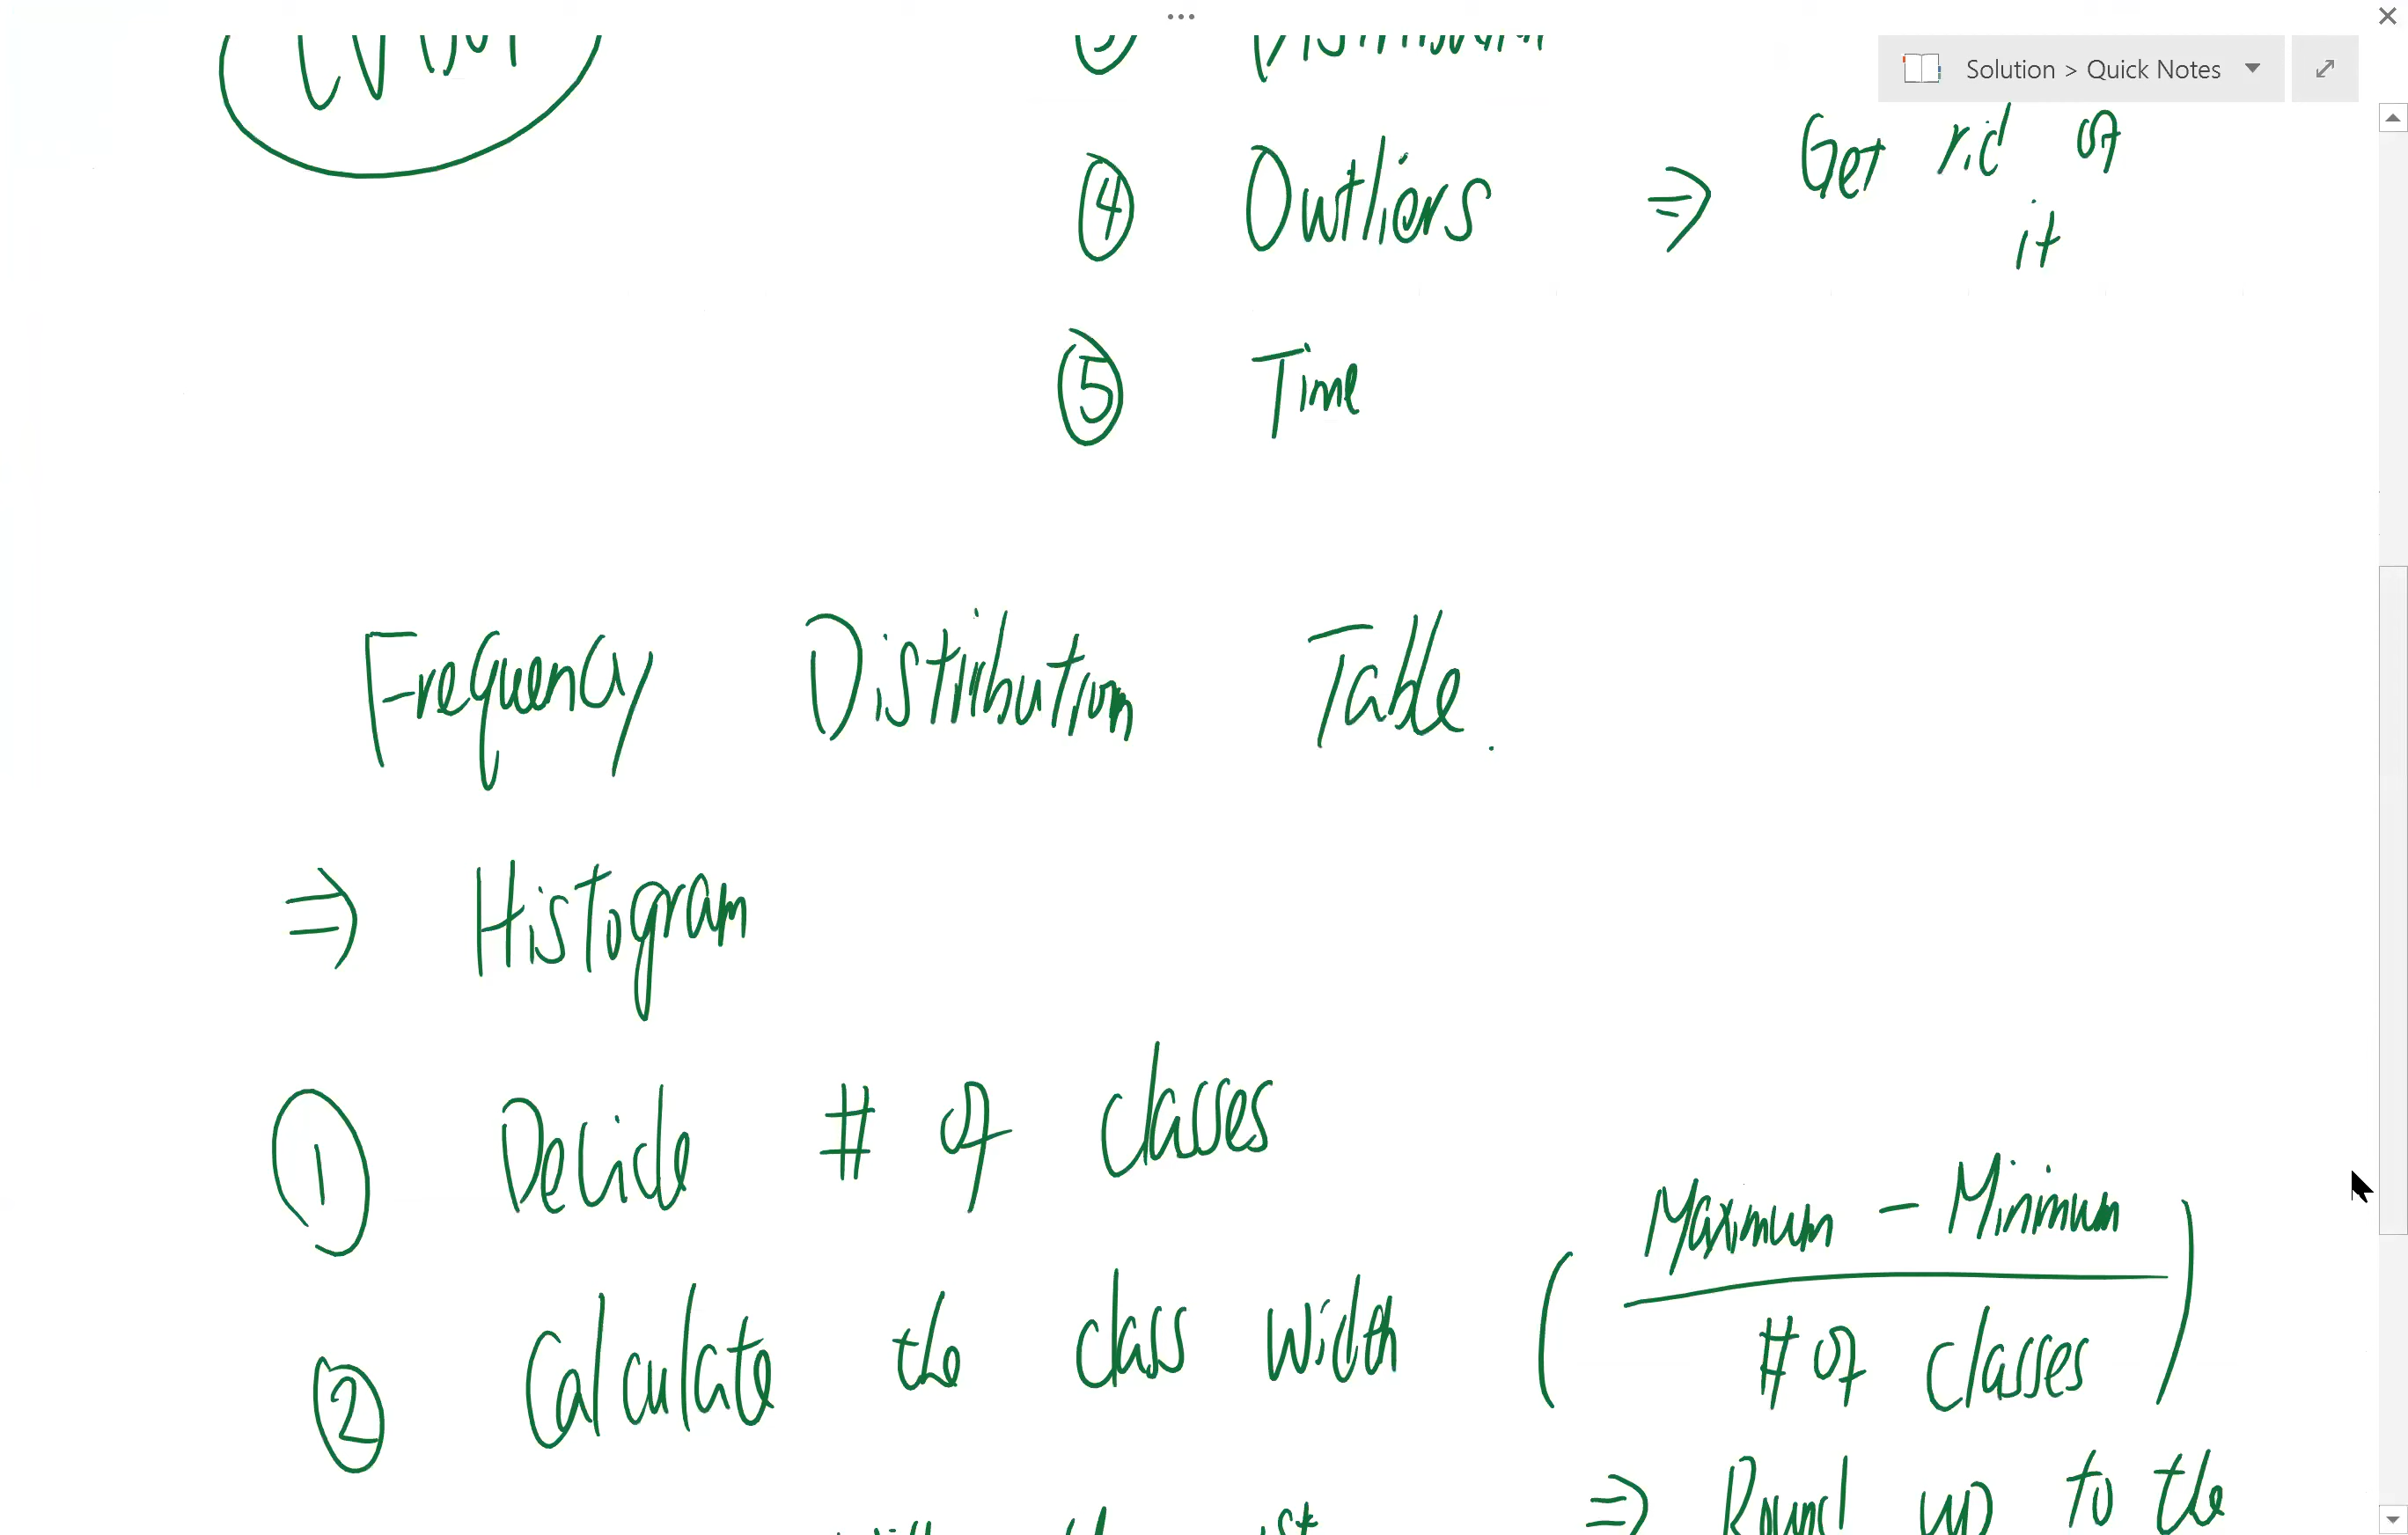 Solution > Quick Notes
④ Outliers ⇒ Get rid of
it
⑤ Time
Frequency Distribution Table.
⇒ Histogram
① Decide # of classes
② Calculate the class width ( Maximum - Minimum
# of classes )
⇒ Round up to the